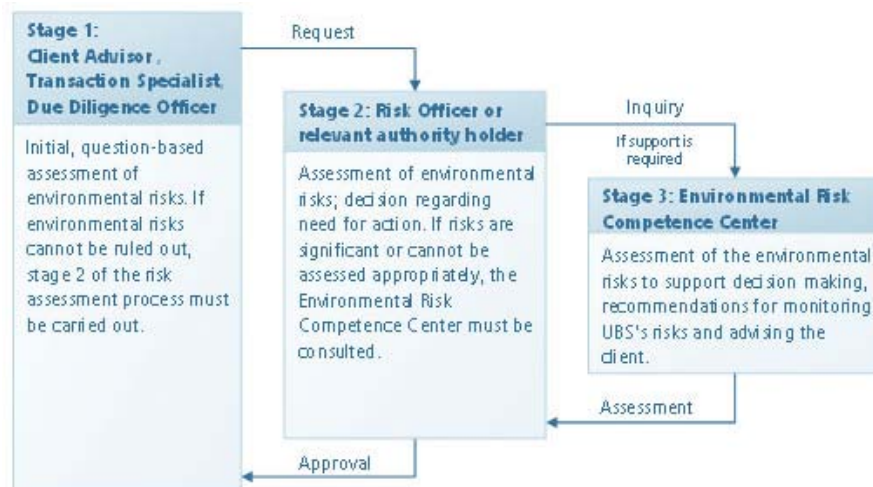 Stage 1:
Client Advisor,
Transaction Specialist,
Due Diligence Officer
Initial, question-based
assessment of
environmental risks. If
environmental risks
cannot be ruled out,
stage 2 of the risk
assessment process must
be carried out.
Request
Stage 2: Risk Officer or
relevant authority holder
Assessment of environmental
risks; decision regarding
need for action. If risks are
significant or cannot be
assessed appropriately, the
Environmental Risk
Competence Center must be
consulted.
Inquiry
If support is
required
Stage 3: Environmental Risk
Competence Center
Assessment of the environmental
risks to support decision making,
recommendations for monitoring
UBS's risks and advising the
client.
Assessment
Approval